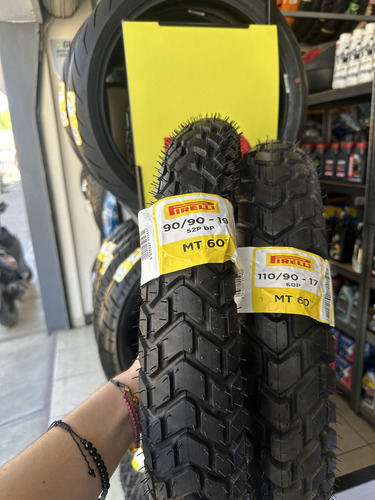 PIRELLI
90/90 - 19
52P DP
MT 60
PIRELLI
110/90 - 17
60P
MT 60